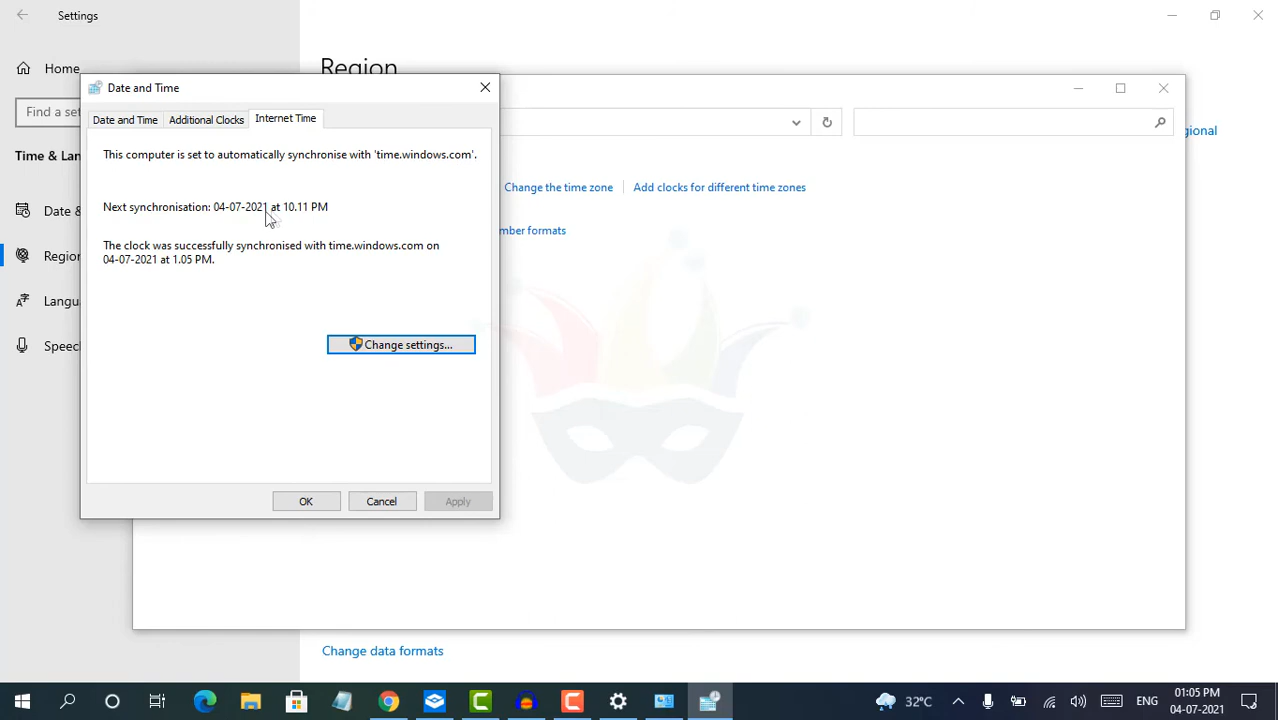 Settings
Home
Find a set
Time & Lan
Date &
Region
Langu
Speech
Region
gional
Date and Time
Date and Time
Additional Clocks
Internet Time
This computer is set to automatically synchronise with 'time.windows.com'.
Next synchronisation: 04-07-2021 at 10.11 PM
The clock was successfully synchronised with time.windows.com on
04-07-2021 at 1.05 PM.
Change settings...
OK
Cancel
Apply
Change the time zone
Add clocks for different time zones
mber formats
Change data formats
32°C
ENG
01:05 PM
04-07-2021